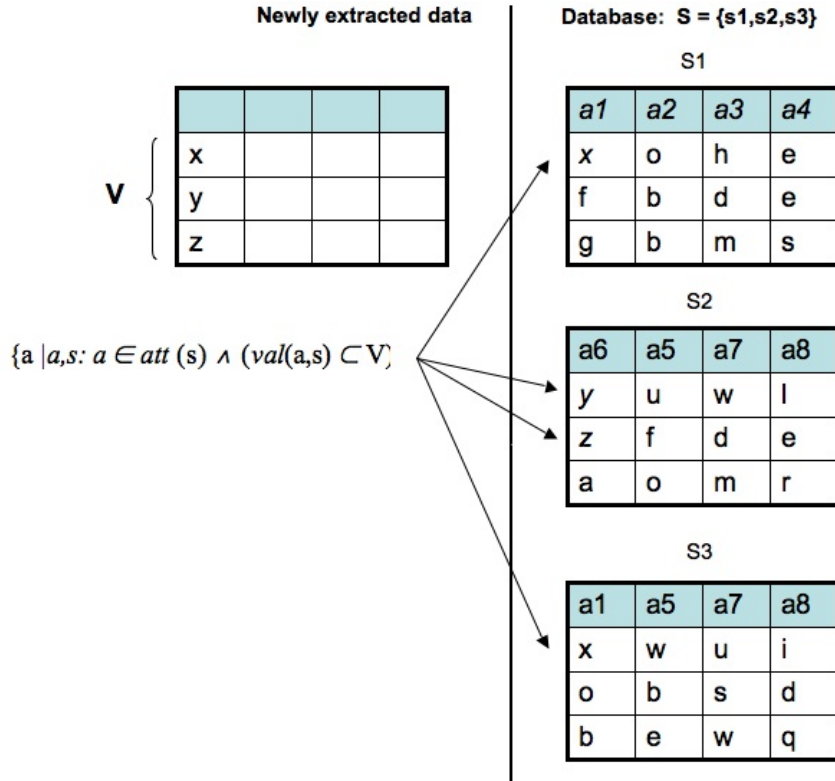 Newly extracted data
Database: S = {s1,s2,s3}
V
x
y
z
{a |a,s: a ∈ att (s) ∧ (val(a,s) ⊂ V)
S1
a1 a2 a3 a4
x o h e
f b d e
g b m s
S2
a6 a5 a7 a8
y u w l
z f d e
a o m r
S3
a1 a5 a7 a8
x w u i
o b s d
b e w q